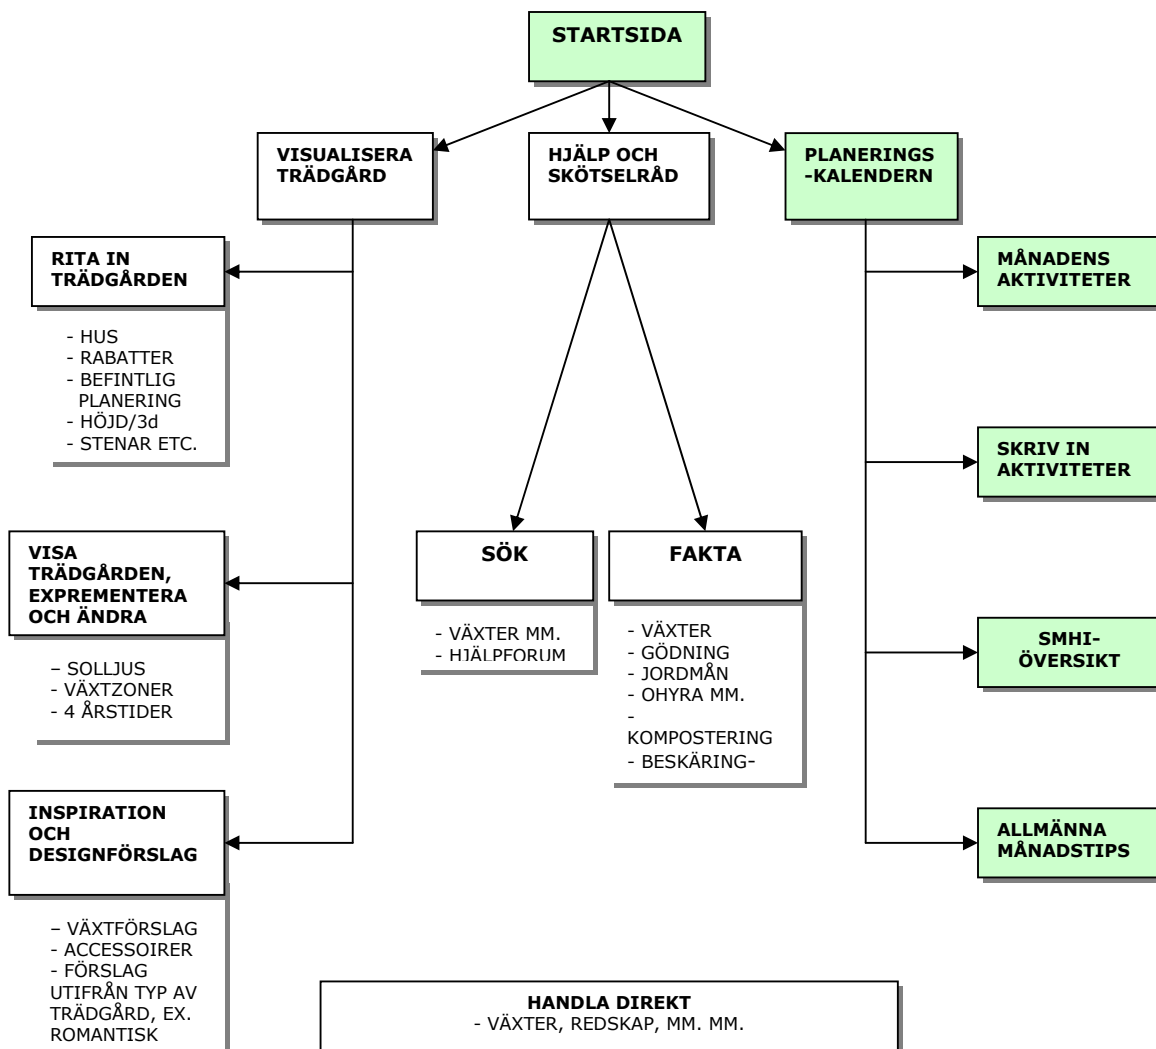 STARTSIDA
VISUALISERA
TRÄDGÅRD
HJÄLP OCH
SKÖTSELRÅD
PLANERINGS
-KALENDERN
RITA IN
TRÄDGÅRDEN
- HUS
- RABATTER
- BEFINTLIG
PLANERING
- HÖJD/3d
- STENAR ETC.
MÅNADENS
AKTIVITETER
SKRIV IN
AKTIVITETER
VISA
TRÄDGÅRDEN,
EXPREMENTERA
OCH ÄNDRA
– SOLLJUS
- VÄXTZONER
- 4 ÅRSTIDER
SÖK
- VÄXTER MM.
- HJÄLPFORUM
FAKTA
- VÄXTER
- GÖDNING
- JORDMÅN
- OHYRA MM.
-
KOMPOSTERING
- BESKÄRING-
SMHI-
ÖVERSIKT
INSPIRATION
OCH
DESIGNFÖRSLAG
– VÄXTFÖRSLAG
- ACCESSOIRER
- FÖRSLAG
UTIFRÅN TYP AV
TRÄDGÅRD, EX.
ROMANTISK
ALLMÄNNA
MÅNADSTIPS
HANDLA DIREKT
- VÄXTER, REDSKAP, MM. MM.